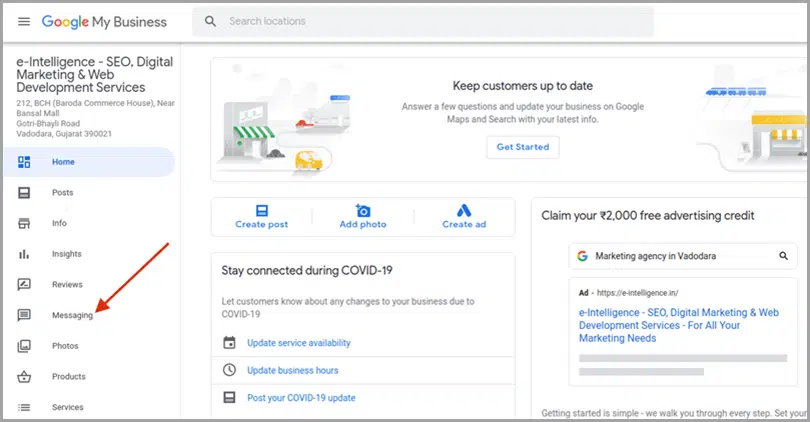 Google My Business
Search locations
e-Intelligence - SEO, Digital
Marketing & Web
Development Services
212, BCH (Baroda Commerce House), Near
Bansal Mall
Gotri-Bhayli Road
Vadodara, Gujarat 390021
Home
Posts
Info
Insights
Reviews
Messaging
Photos
Products
Services
Keep customers up to date
Answer a few questions and update your business on Google
Maps and Search with your latest info.
Get Started
Create post
Add photo
Create ad
Stay connected during COVID-19
Let customers know about any changes to your business due to
COVID-19
Update service availability
Update business hours
Post your COVID-19 update
Claim your ₹2,000 free advertising credit
Marketing agency in Vadodara
Ad - https://e-intelligence.in/
e-Intelligence - SEO, Digital Marketing & Web
Development Services - For All Your
Marketing Needs
Getting started is simple - we walk you through every step. Set your